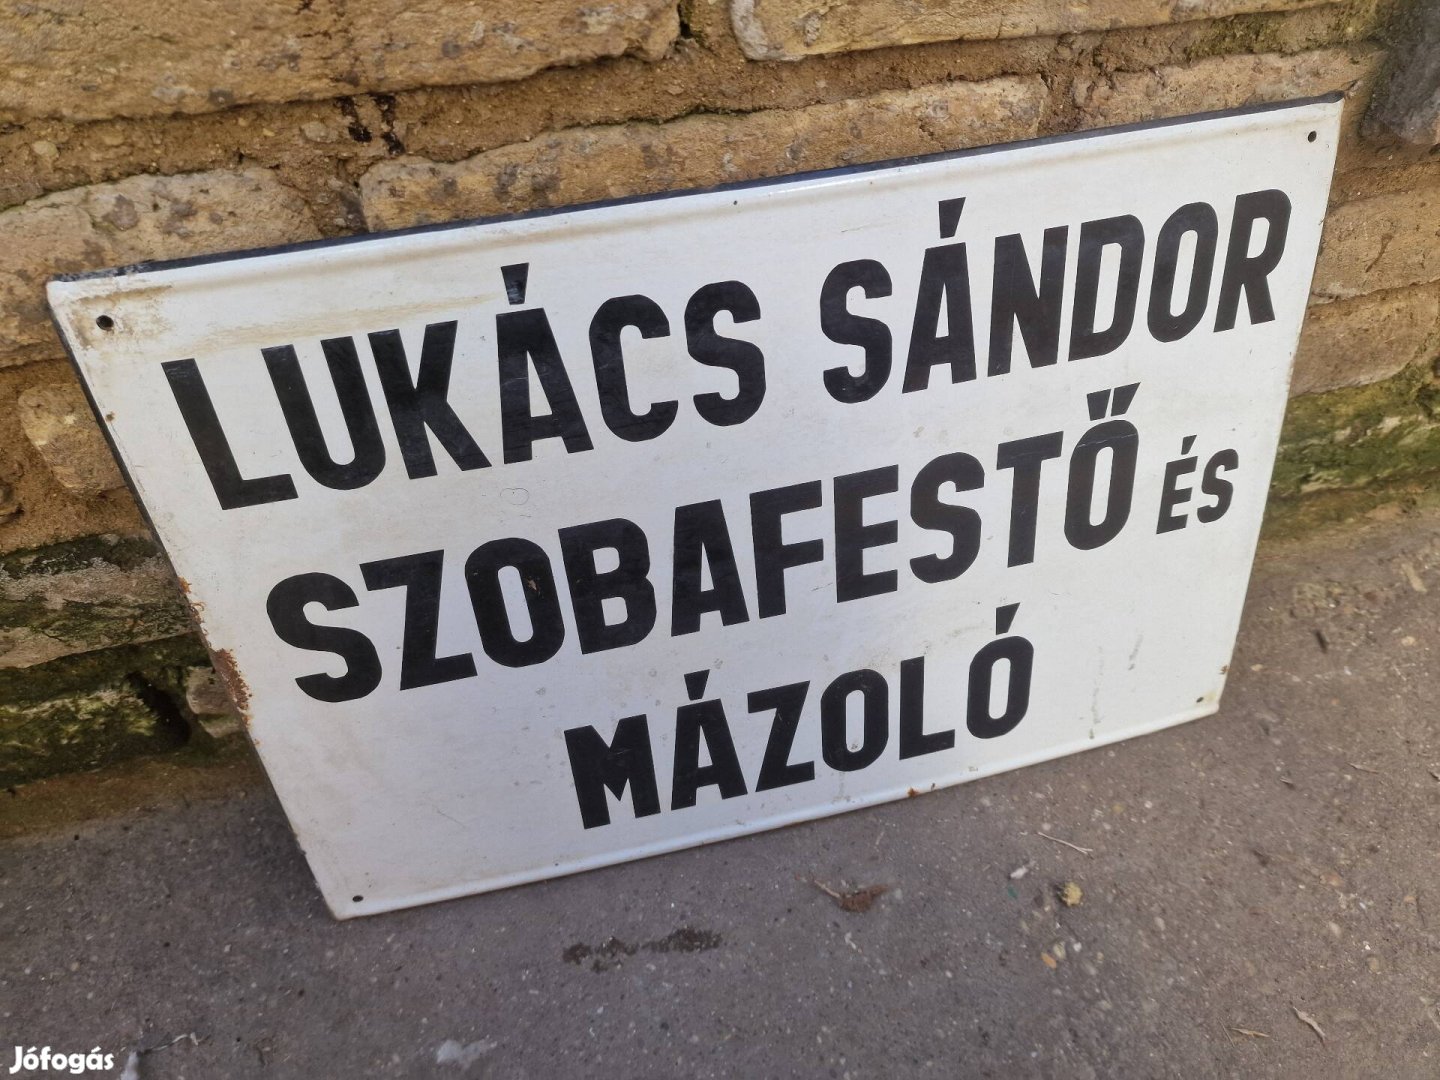 LUKÁCS SÁNDOR
SZOBAFESTŐ ÉS
MÁZOLÓ
Jófogás